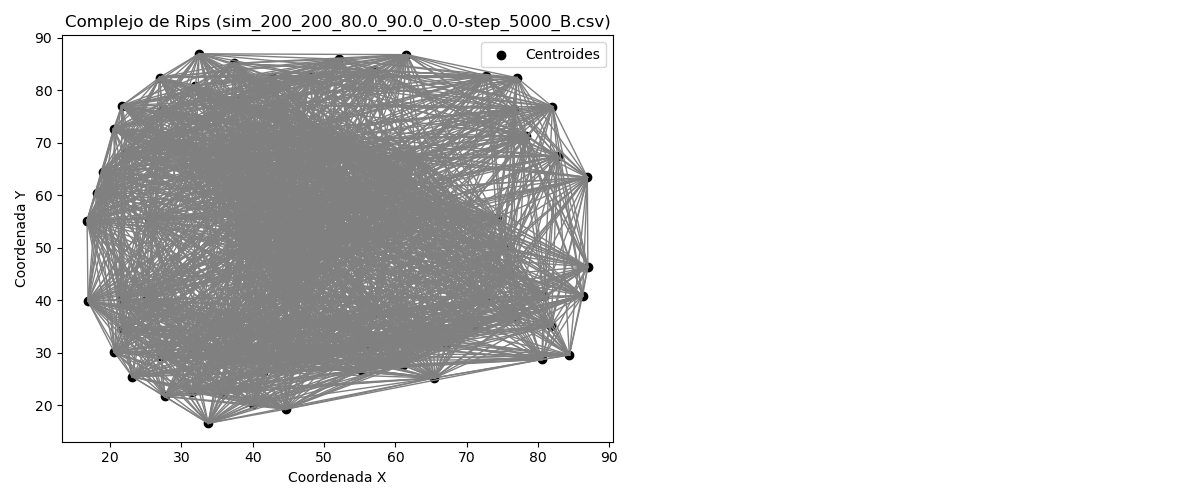 Complejo de Rips (sim_200_200_80.0_90.0_0.0-step_5000_B.csv)
Centroides
90
80
70
60
50
40
30
20
Coordenada Y
20 30 40 50 60 70 80 90
Coordenada X